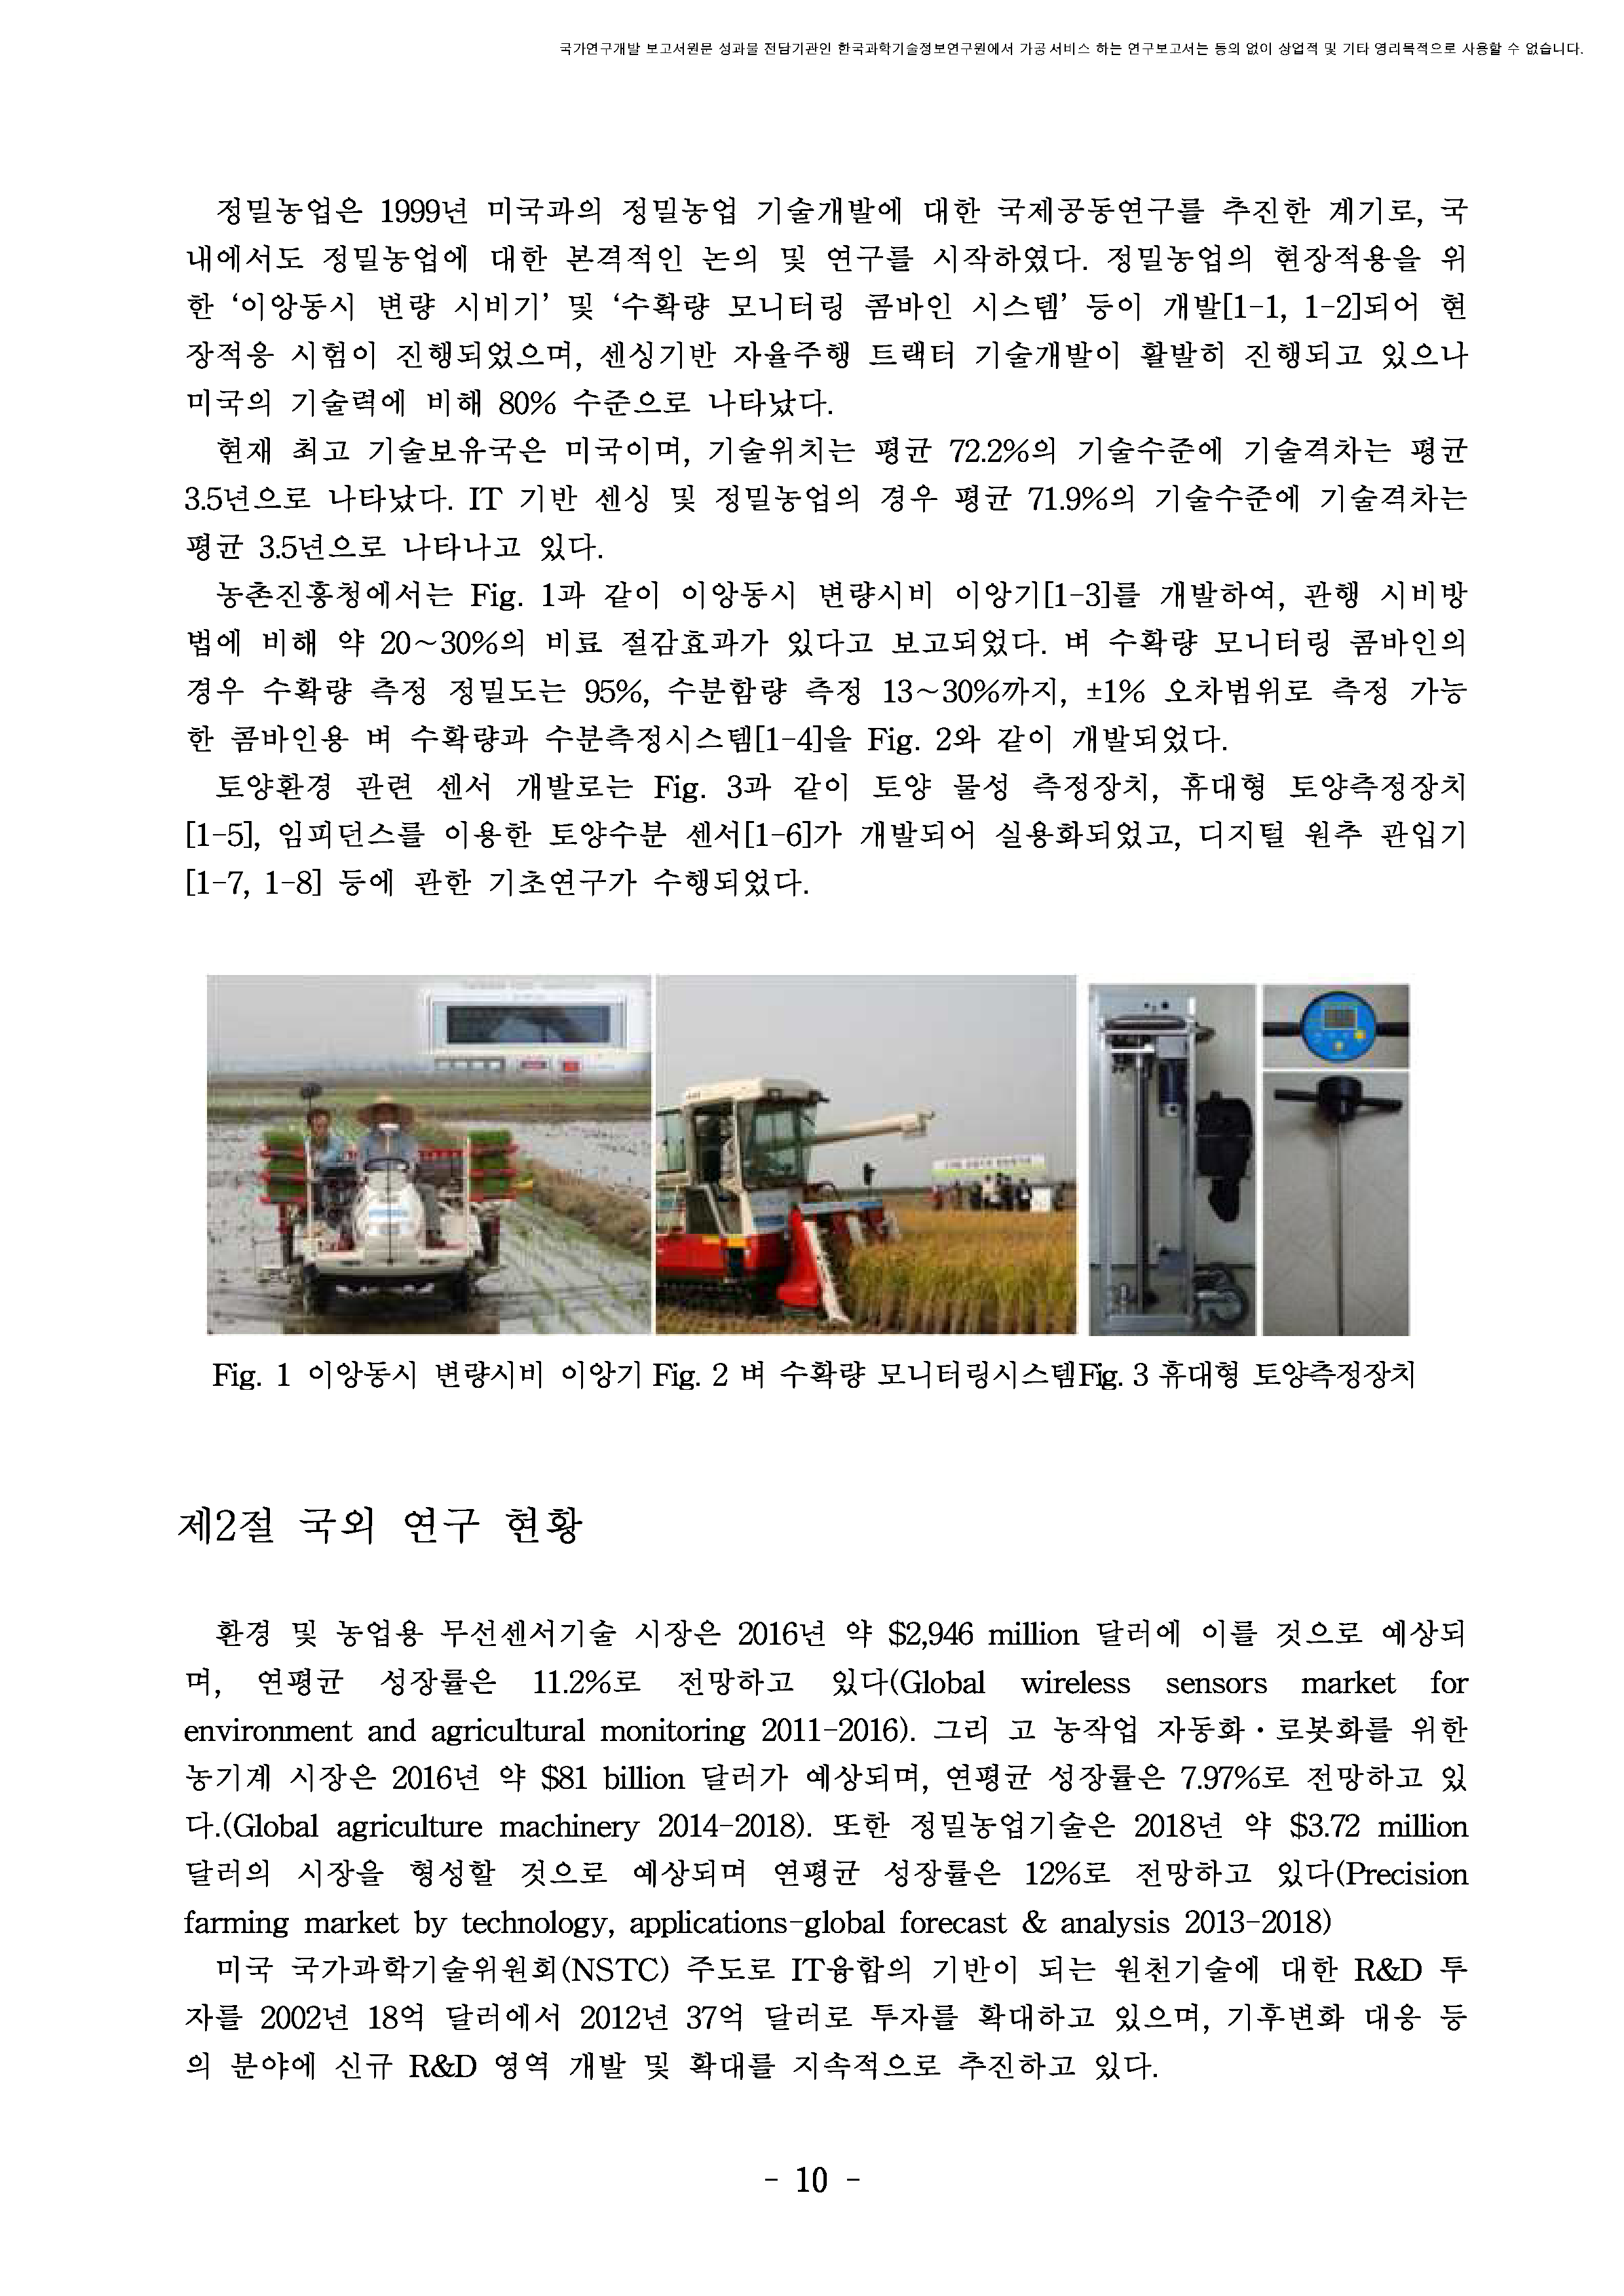 국가연구개발 보고서원문 성과물 전담기관인 한국과학기술정보연구원에서 가공·서비스 하는 연구보고서는 동의 없이 상업적 및 기타 영리목적으로 사용할 수 없습니다.
정밀농업은 1999년 미국과의 정밀농업 기술개발에 대한 국제공동연구를 추진한 계기로, 국
내에서도 정밀농업에 대한 본격적인 논의 및 연구를 시작하였다. 정밀농업의 현장적용을 위
한 ‘이앙동시 변량 시비기’ 및 ‘수확량 모니터링 콤바인 시스템’ 등이 개발[1-1, 1-2]되어 현
장적응 시험이 진행되었으며, 센싱기반 자율주행 트랙터 기술개발이 활발히 진행되고 있으나
미국의 기술력에 비해 80% 수준으로 나타났다.
현재 최고 기술보유국은 미국이며, 기술위치는 평균 72.2%의 기술수준에 기술격차는 평균
3.5년으로 나타났다. IT 기반 센싱 및 정밀농업의 경우 평균 71.9%의 기술수준에 기술격차는
평균 3.5년으로 나타나고 있다.
농촌진흥청에서는 Fig. 1과 같이 이앙동시 변량시비 이앙기[1-3]를 개발하여, 관행 시비방
법에 비해 약 20~30%의 비료 절감효과가 있다고 보고되었다. 벼 수확량 모니터링 콤바인의
경우 수확량 측정 정밀도는 95%, 수분함량 측정 13~30%까지, ±1% 오차범위로 측정 가능
한 콤바인용 벼 수확량과 수분측정시스템[1-4]을 Fig. 2와 같이 개발되었다.
토양환경 관련 센서 개발로는 Fig. 3과 같이 토양 물성 측정장치, 휴대형 토양측정장치
[1-5], 임피던스를 이용한 토양수분 센서[1-6]가 개발되어 실용화되었고, 디지털 원추 관입기
[1-7, 1-8] 등에 관한 기초연구가 수행되었다.
Fig. 1 이앙동시 변량시비 이앙기 Fig. 2 벼 수확량 모니터링시스템Fig. 3 휴대형 토양측정장치
제2절 국외 연구 현황
환경 및 농업용 무선센서기술 시장은 2016년 약 $2,946 million 달러에 이를 것으로 예상되
며, 연평균 성장률은 11.2%로 전망하고 있다(Global wireless sensors market for
environment and agricultural monitoring 2011-2016). 그리 고 농작업 자동화·로봇화를 위한
농기계 시장은 2016년 약 $81 billion 달러가 예상되며, 연평균 성장률은 7.97%로 전망하고 있
다.(Global agriculture machinery 2014-2018). 또한 정밀농업기술은 2018년 약 $3.72 million
달러의 시장을 형성할 것으로 예상되며 연평균 성장률은 12%로 전망하고 있다(Precision
farming market by technology, applications-global forecast & analysis 2013-2018)
미국 국가과학기술위원회(NSTC) 주도로 IT융합의 기반이 되는 원천기술에 대한 R&D 투
자를 2002년 18억 달러에서 2012년 37억 달러로 투자를 확대하고 있으며, 기후변화 대응 등
의 분야에 신규 R&D 영역 개발 및 확대를 지속적으로 추진하고 있다.
- 10 -